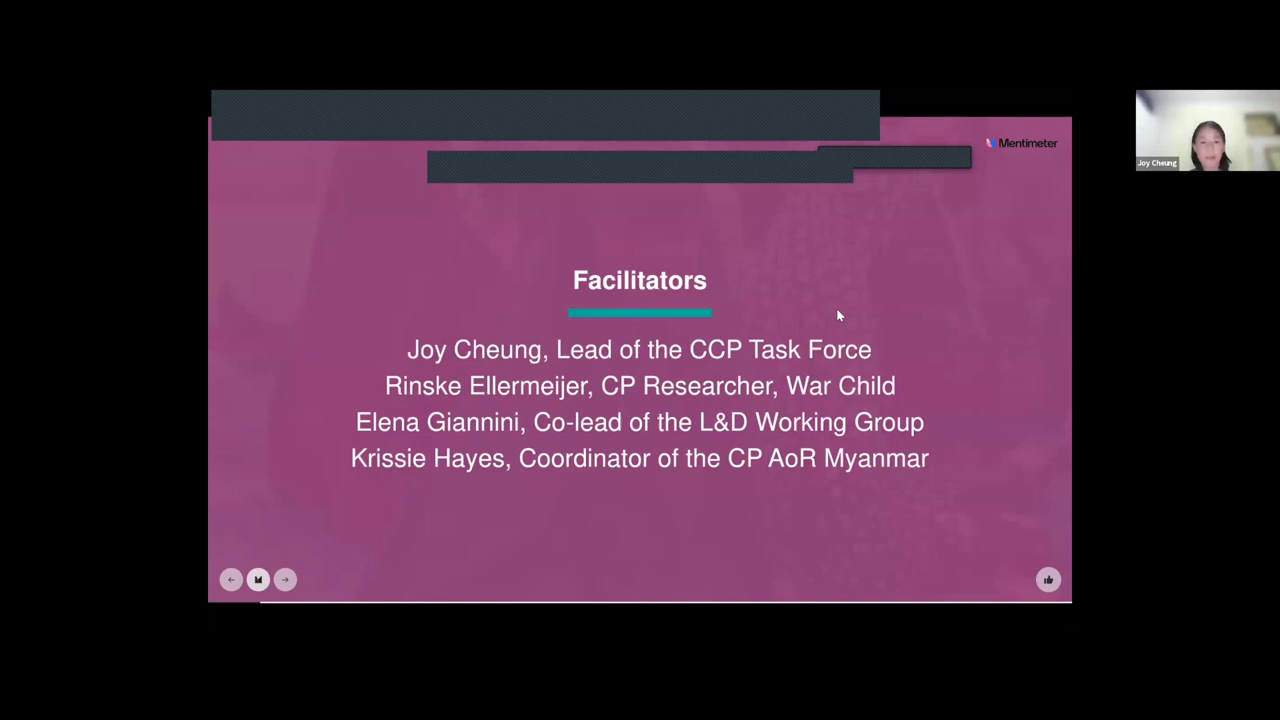 Mentimeter
Joy Cheung
Facilitators
Joy Cheung, Lead of the CCP Task Force
Rinske Ellermeijer, CP Researcher, War Child
Elena Giannini, Co-lead of the L&D Working Group
Krissie Hayes, Coordinator of the CP AoR Myanmar